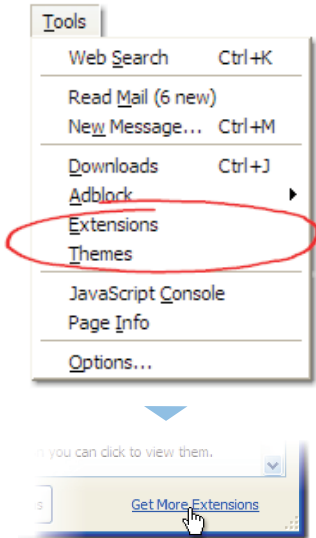 Tools
Web Search Ctrl+K
Read Mail (6 new)
New Message... Ctrl+M
Downloads Ctrl+J
Adblock
Extensions
Themes
JavaScript Console
Page Info
Options...
you can click to view them.
Get More Extensions